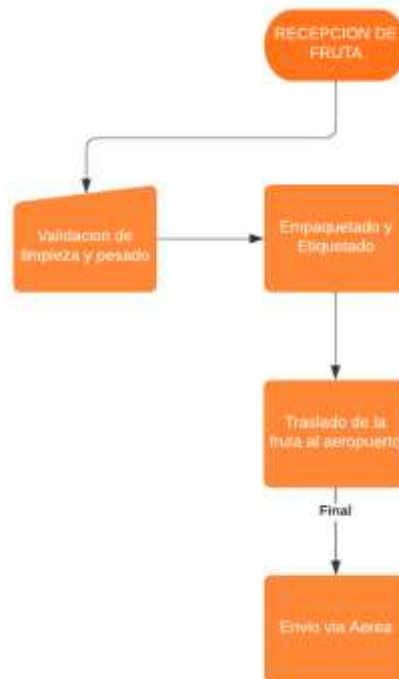 RECEPCION DE
FRUTA
Validacion de
limpieza y pesado
Empaquetado y
Etiquetado
Traslado de la
fruta al aeropuerto
Final
Envio via Aerea